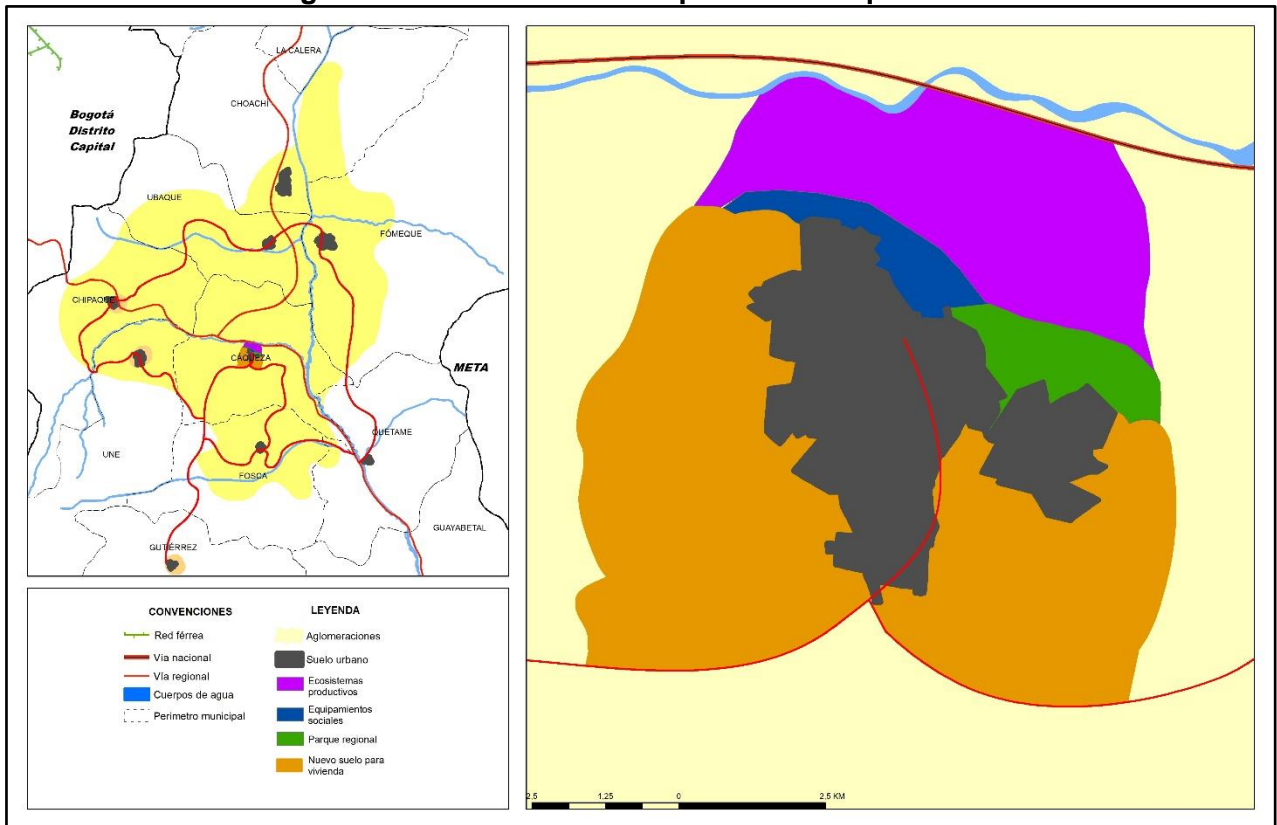 LA CALERA
CHOACHI
Bogotá
Distrito
Capital
UBAQUE
FÓMEQUE
CHIPAQUE
CÁQUEZA
META
QUETAME
UNE
FOSCA
GUAYABETAL
GUTIÉRREZ
CONVENCIONES
Red férrea
Vía nacional
Vía regional
Cuerpos de agua
Perimetro municipal
LEYENDA
Aglomeraciones
Suelo urbano
Ecosistemas
productivos
Equipamientos
sociales
Parque regional
Nuevo suelo para
vivienda
2.5 1.25 0 2.5 KM